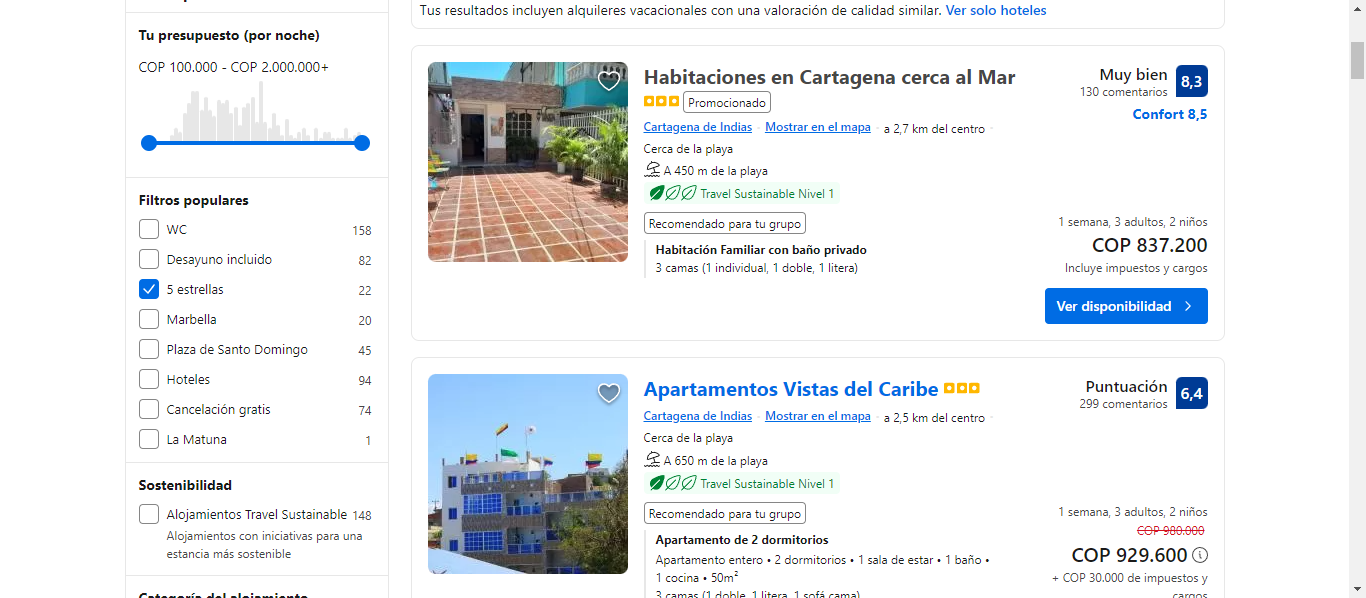 Tus resultados incluyen alquileres vacacionales con una valoración de calidad similar. Ver solo hoteles
Tu presupuesto (por noche)
COP 100.000 - COP 2.000.000+
Filtros populares
WC 158
Desayuno incluido 82
5 estrellas 22
Marbella 20
Plaza de Santo Domingo 45
Hoteles 94
Cancelación gratis 74
La Matuna 1
Sostenibilidad
Alojamientos Travel Sustainable 148
Alojamientos con iniciativas para una
estancia más sostenible
Categoría del alojamiento
Habitaciones en Cartagena cerca al Mar
Promocionado
Muy bien 8,3
130 comentarios
Confort 8,5
Cartagena de Indias · Mostrar en el mapa · a 2,7 km del centro ·
Cerca de la playa
A 450 m de la playa
Travel Sustainable Nivel 1
Recomendado para tu grupo
Habitación Familiar con baño privado
3 camas (1 individual, 1 doble, 1 litera)
1 semana, 3 adultos, 2 niños
COP 837.200
Incluye impuestos y cargos
Ver disponibilidad
Apartamentos Vistas del Caribe
Puntuación 6,4
299 comentarios
Cartagena de Indias · Mostrar en el mapa · a 2,5 km del centro ·
Cerca de la playa
A 650 m de la playa
Travel Sustainable Nivel 1
Recomendado para tu grupo
Apartamento de 2 dormitorios
Apartamento entero • 2 dormitorios • 1 sala de estar • 1 baño •
1 cocina • 50m²
3 camas (1 doble, 1 litera, 1 sofá cama)
1 semana, 3 adultos, 2 niños
COP 980.000
COP 929.600
+ COP 30.000 de impuestos y
cargos